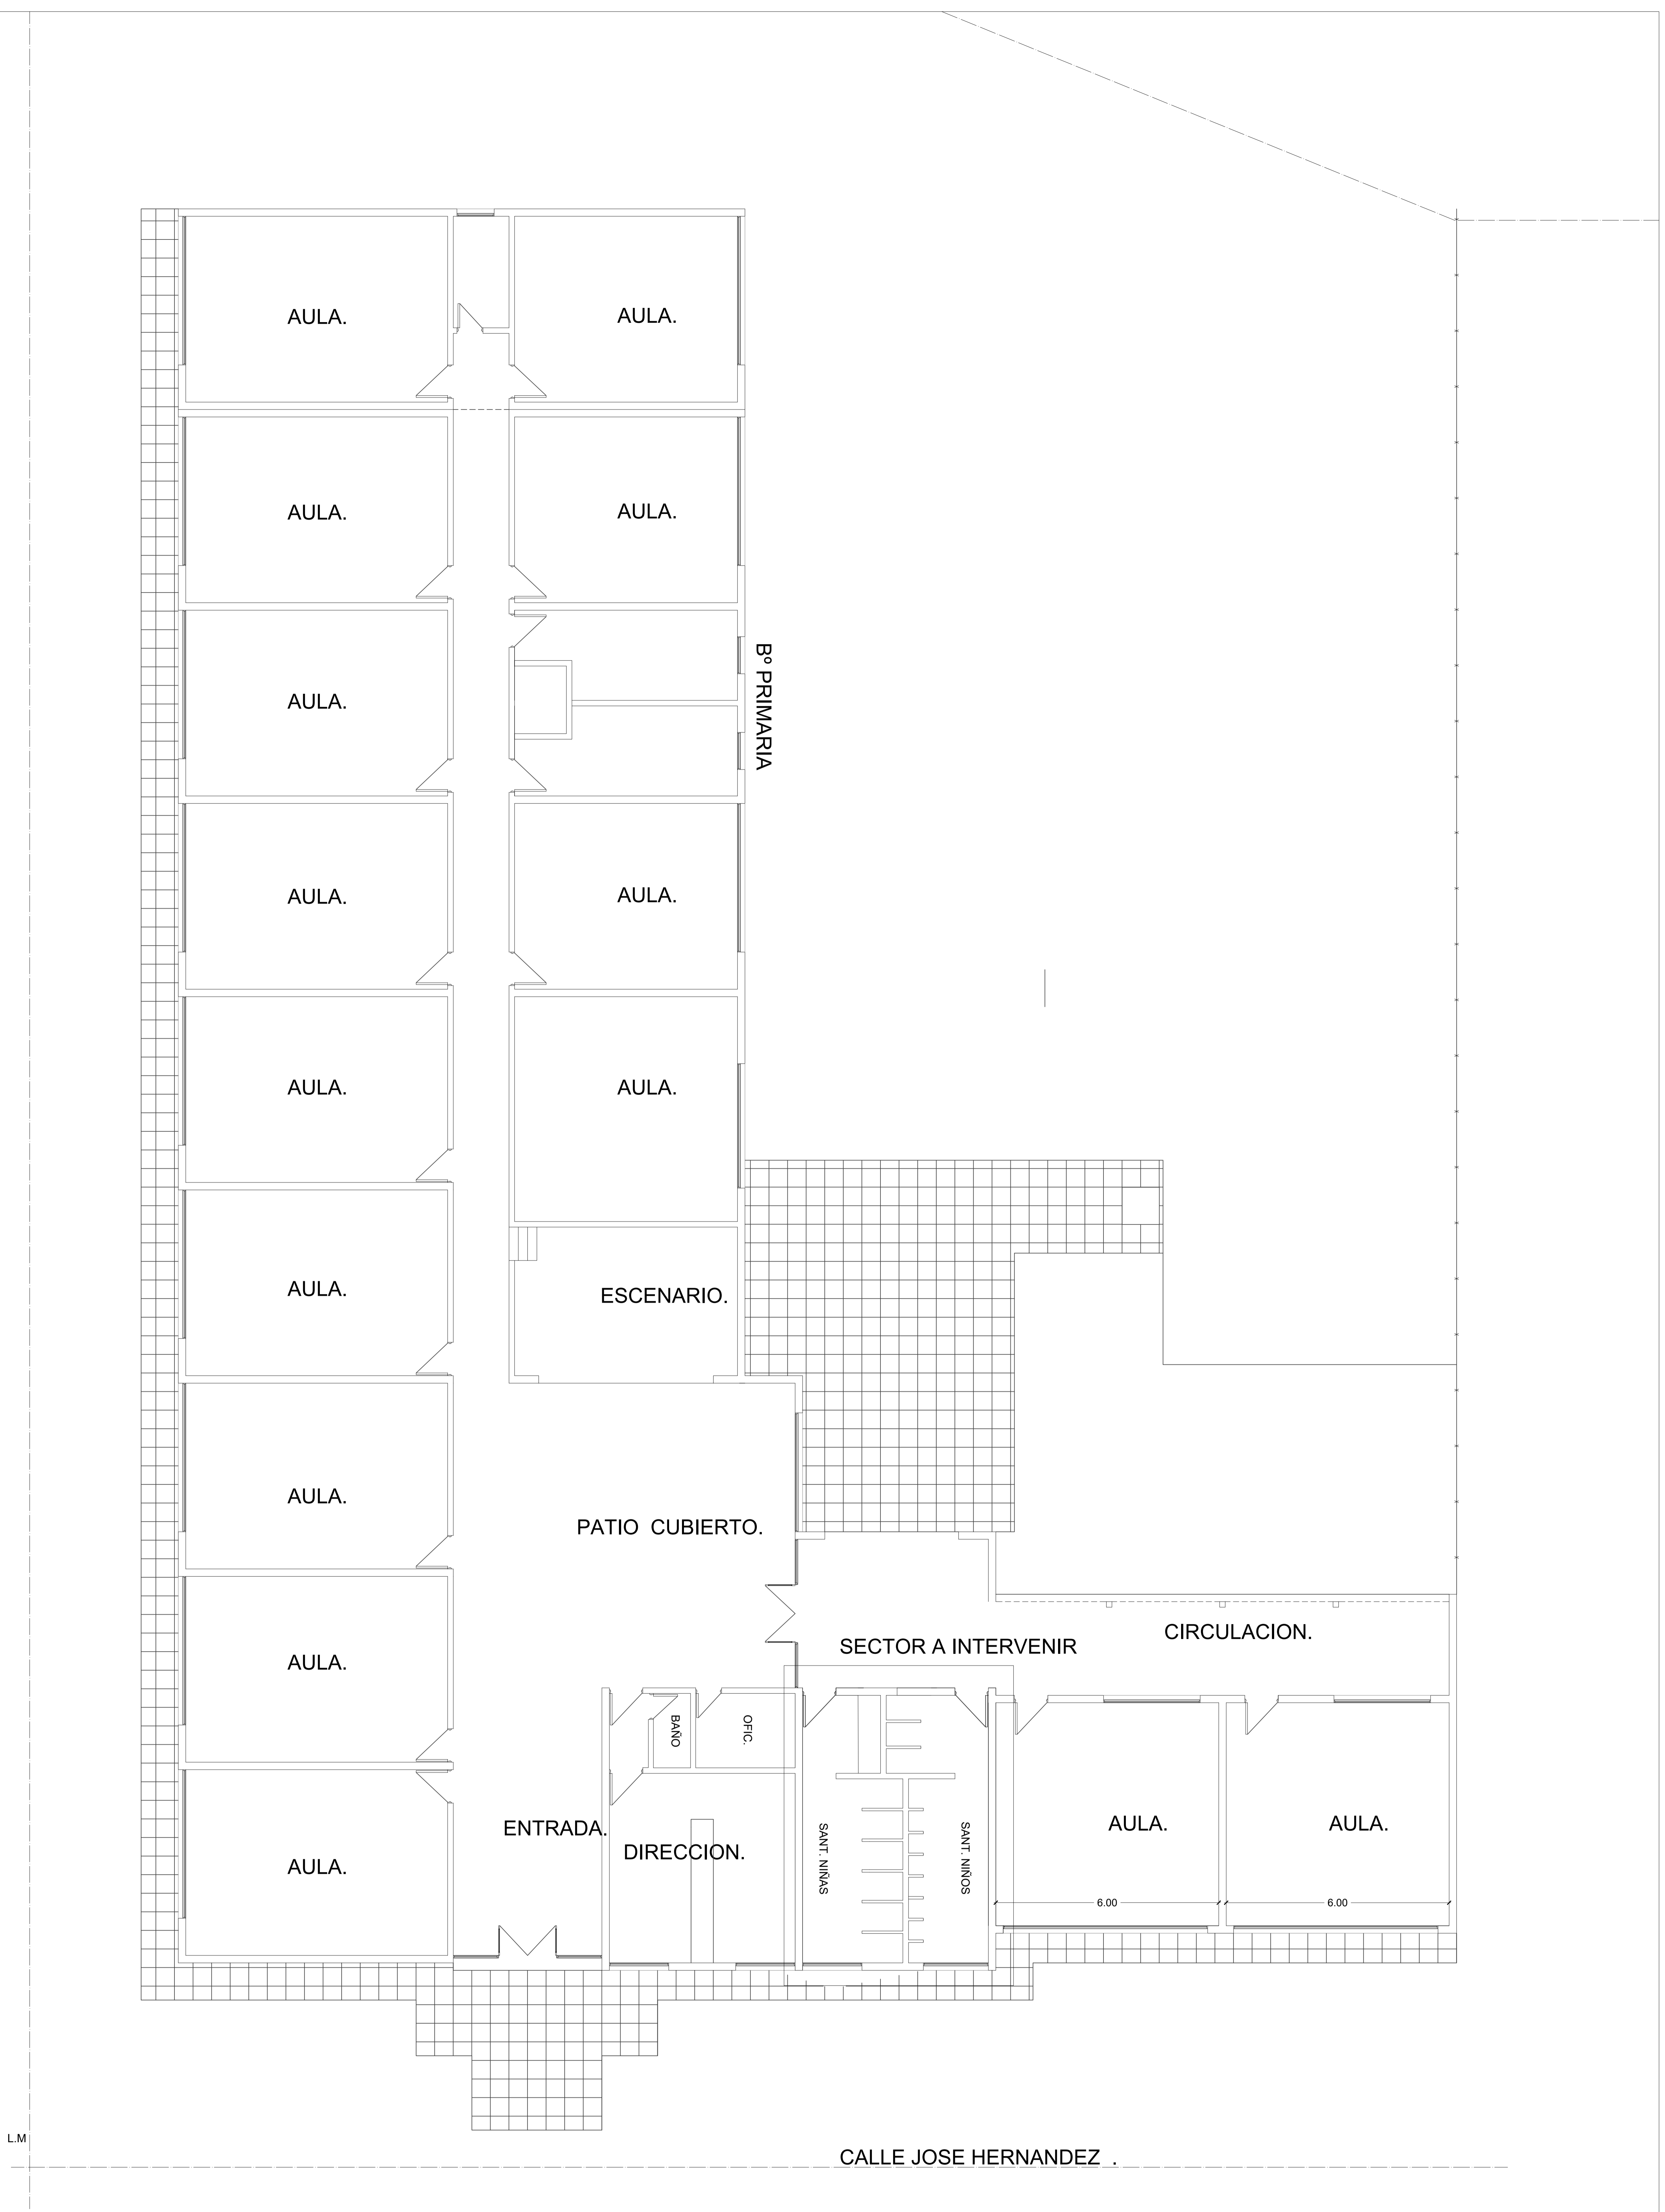 AULA.
AULA.
AULA.
AULA.
AULA.
Bº PRIMARIA
AULA.
AULA.
AULA.
AULA.
AULA.
ESCENARIO.
AULA.
PATIO CUBIERTO.
SECTOR A INTERVENIR
CIRCULACION.
AULA.
BAÑO
OFIC.
ENTRADA.
DIRECCION.
SANT. NIÑAS
SANT. NIÑOS
AULA.
AULA.
AULA.
6.00
6.00
L.M
CALLE JOSE HERNANDEZ .